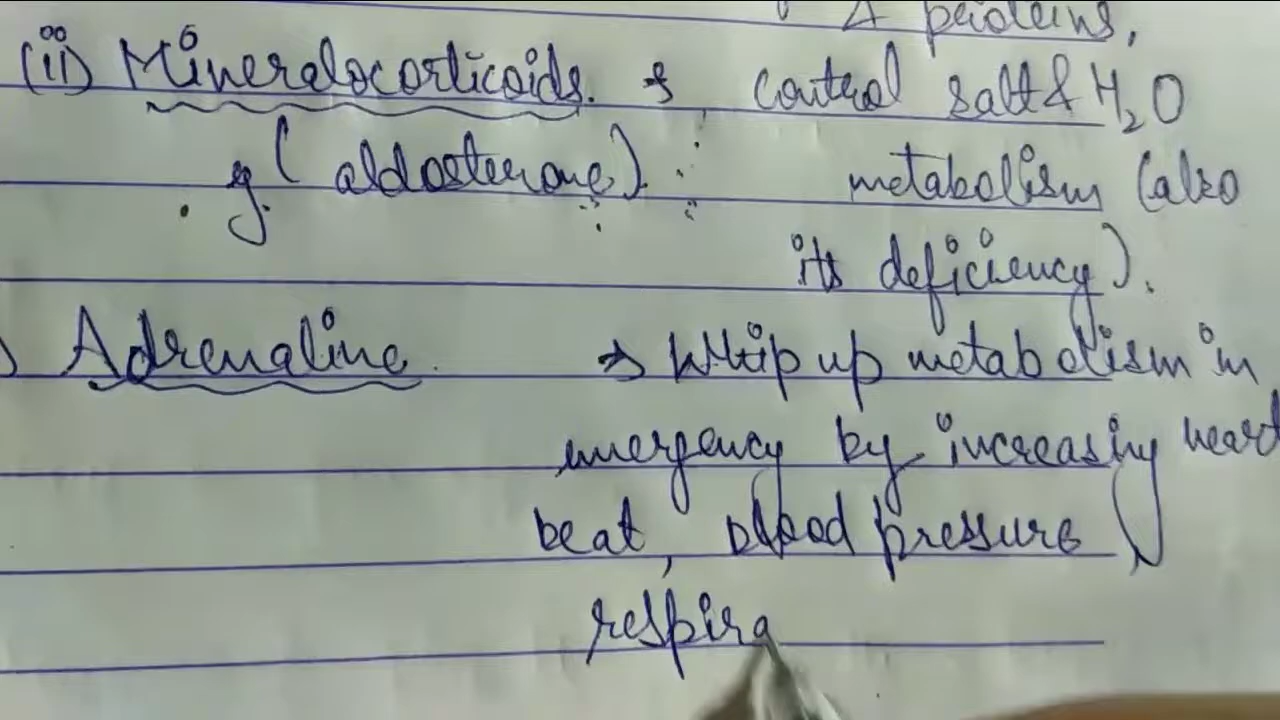 & proteins,
(ii) Mineralocorticoids. → control salt & H₂O
eg (aldosterone). metabolism (also
its deficiency).
Adrenaline → Whip up metabolism in
emergency by increasing heart
beat, blood pressure,
respira